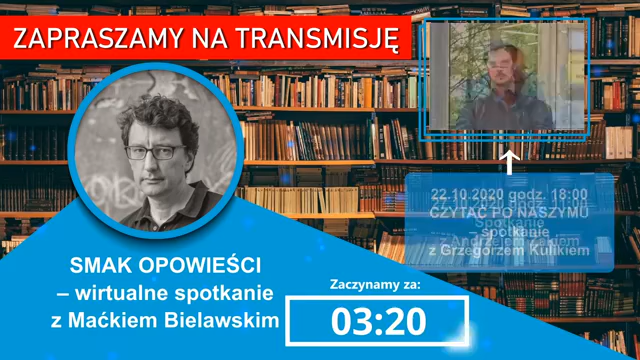 ZAPRASZAMY NA TRANSMISJĘ
22.10.2020 godz. 18:00
CZYTAĆ PO NASZYMU
Spotkanie
– spotkanie
z Grzegorzem Kulikiem
SMAK OPOWIEŚCI
– wirtualne spotkanie
z Maćkiem Bielawskim
Zaczynamy za:
03:20